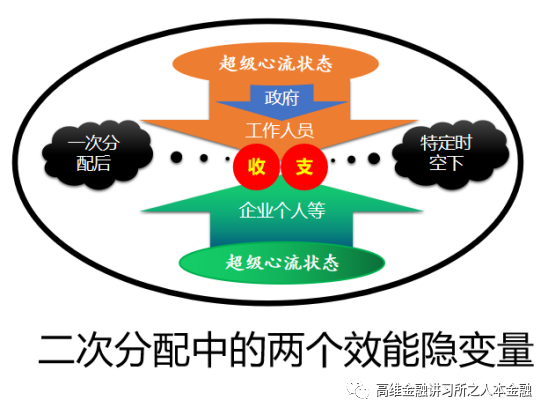 超级心流状态
政府
工作人员
一次分
配后
收 支
特定时
空下
企业个人等
超级心流状态
二次分配中的两个效能隐变量
高维金融讲习所之人本金融